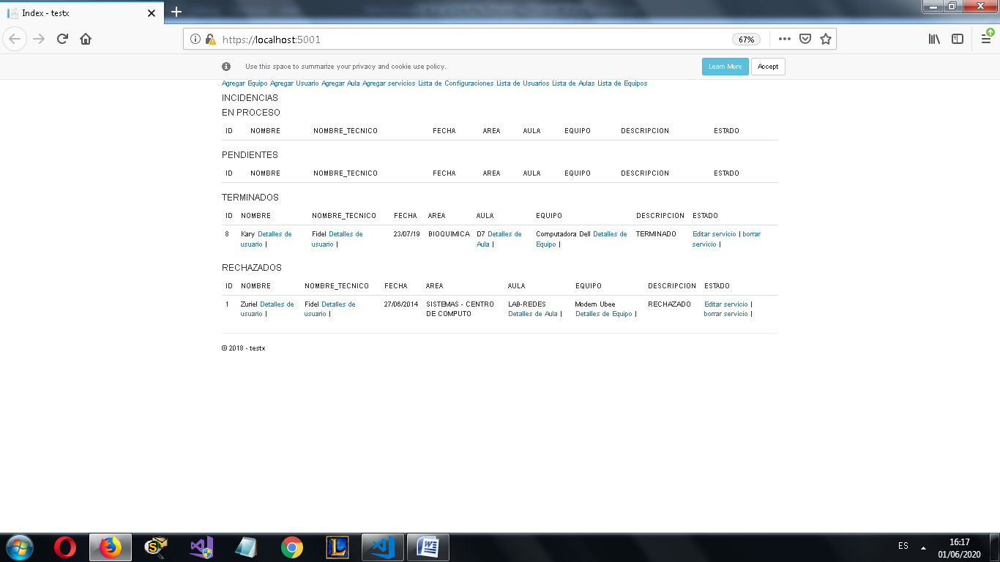 Index - testx
https://localhost:5001
67%
Use this space to summarize your privacy and cookie use policy.
Learn More
Accept
Agregar Equipo Agregar Usuario Agregar Aula Agregar servicios Lista de Configuraciones Lista de Usuarios Lista de Aulas Lista de Equipos
INCIDENCIAS
EN PROCESO
ID NOMBRE NOMBRE_TECNICO FECHA AREA AULA EQUIPO DESCRIPCION ESTADO
PENDIENTES
ID NOMBRE NOMBRE_TECNICO FECHA AREA AULA EQUIPO DESCRIPCION ESTADO
TERMINADOS
ID NOMBRE NOMBRE_TECNICO FECHA AREA AULA EQUIPO DESCRIPCION ESTADO
8 Kary Detalles de Fidel Detalles de 23/07/19 BIOQUIMICA D7 Detalles de Computadora Dell Detalles de TERMINADO Editar servicio | borrar
usuario | usuario | Aula | Equipo | servicio |
RECHAZADOS
ID NOMBRE NOMBRE_TECNICO FECHA AREA AULA EQUIPO DESCRIPCION ESTADO
1 Zuriel Detalles de Fidel Detalles de 27/06/2014 SISTEMAS - CENTRO LAB-REDES Modem Ubee RECHAZADO Editar servicio |
usuario | usuario | DE COMPUTO Detalles de Aula | Detalles de Equipo | borrar servicio |
© 2018 - testx
ES
16:17
01/06/2020